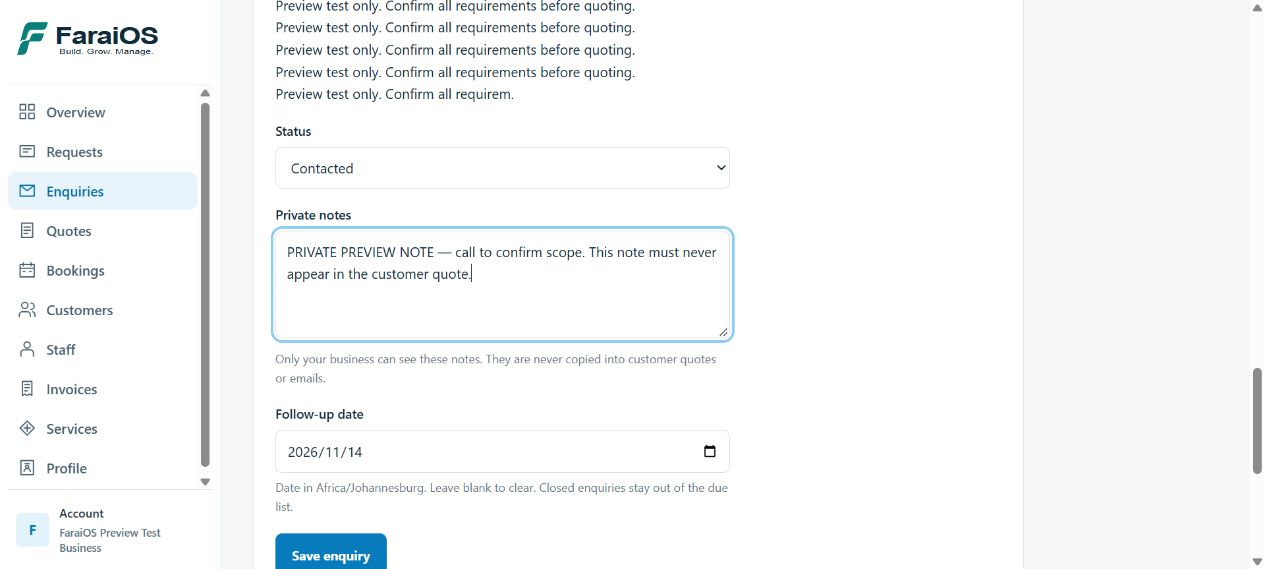 FaraiOS
Build. Grow. Manage.
Overview
Requests
Enquiries
Quotes
Bookings
Customers
Staff
Invoices
Services
Profile
F
Account
FaraiOS Preview Test
Business
Preview test only. Confirm all requirements before quoting.
Preview test only. Confirm all requirements before quoting.
Preview test only. Confirm all requirements before quoting.
Preview test only. Confirm all requirements before quoting.
Preview test only. Confirm all requirem.
Status
Contacted
Private notes
PRIVATE PREVIEW NOTE — call to confirm scope. This note must never
appear in the customer quote.
Only your business can see these notes. They are never copied into customer quotes
or emails.
Follow-up date
2026/11/14
Date in Africa/Johannesburg. Leave blank to clear. Closed enquiries stay out of the due
list.
Save enquiry